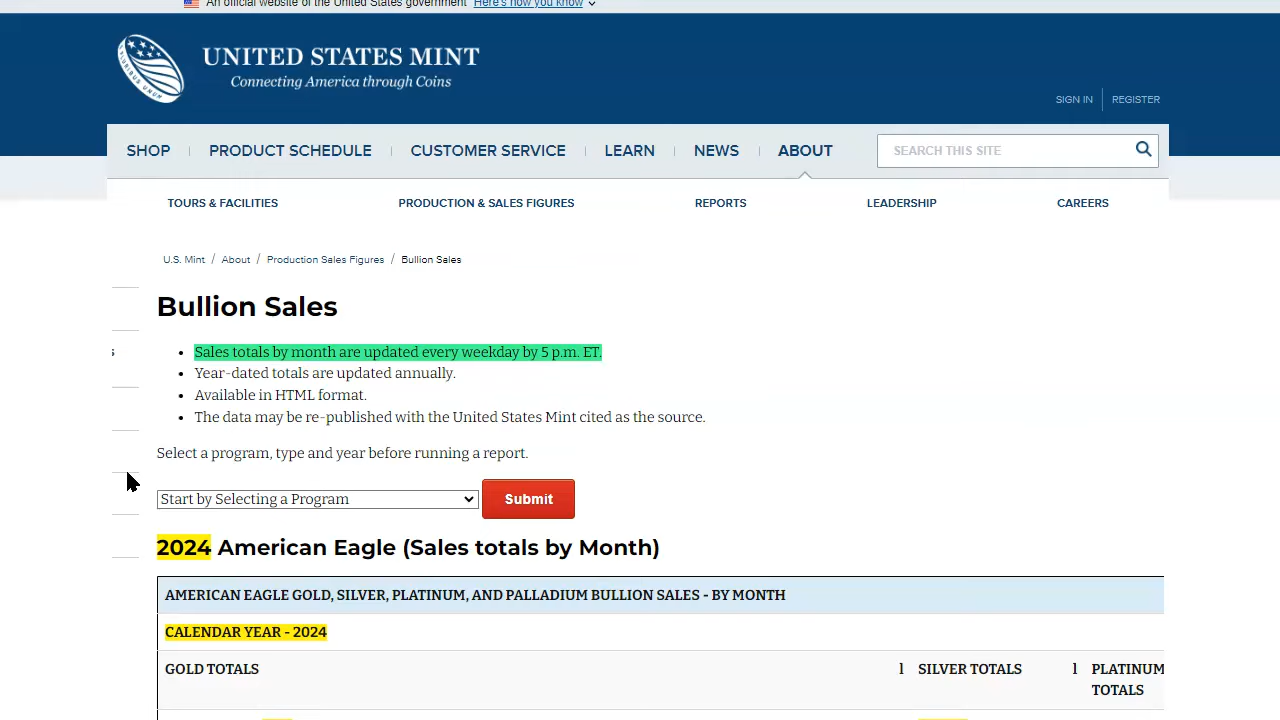 An official website of the United States government Here's how you know
UNITED STATES MINT
Connecting America through Coins
SIGN IN REGISTER
SHOP PRODUCT SCHEDULE CUSTOMER SERVICE LEARN NEWS ABOUT SEARCH THIS SITE
TOURS & FACILITIES PRODUCTION & SALES FIGURES REPORTS LEADERSHIP CAREERS
U.S. Mint / About / Production Sales Figures / Bullion Sales
Bullion Sales
Sales totals by month are updated every weekday by 5 p.m. ET.
s
Year-dated totals are updated annually.
Available in HTML format.
The data may be re-published with the United States Mint cited as the source.
Select a program, type and year before running a report.
Start by Selecting a Program Submit
2024 American Eagle (Sales totals by Month)
AMERICAN EAGLE GOLD, SILVER, PLATINUM, AND PALLADIUM BULLION SALES - BY MONTH
CALENDAR YEAR - 2024
GOLD TOTALS l SILVER TOTALS l PLATINUM
TOTALS